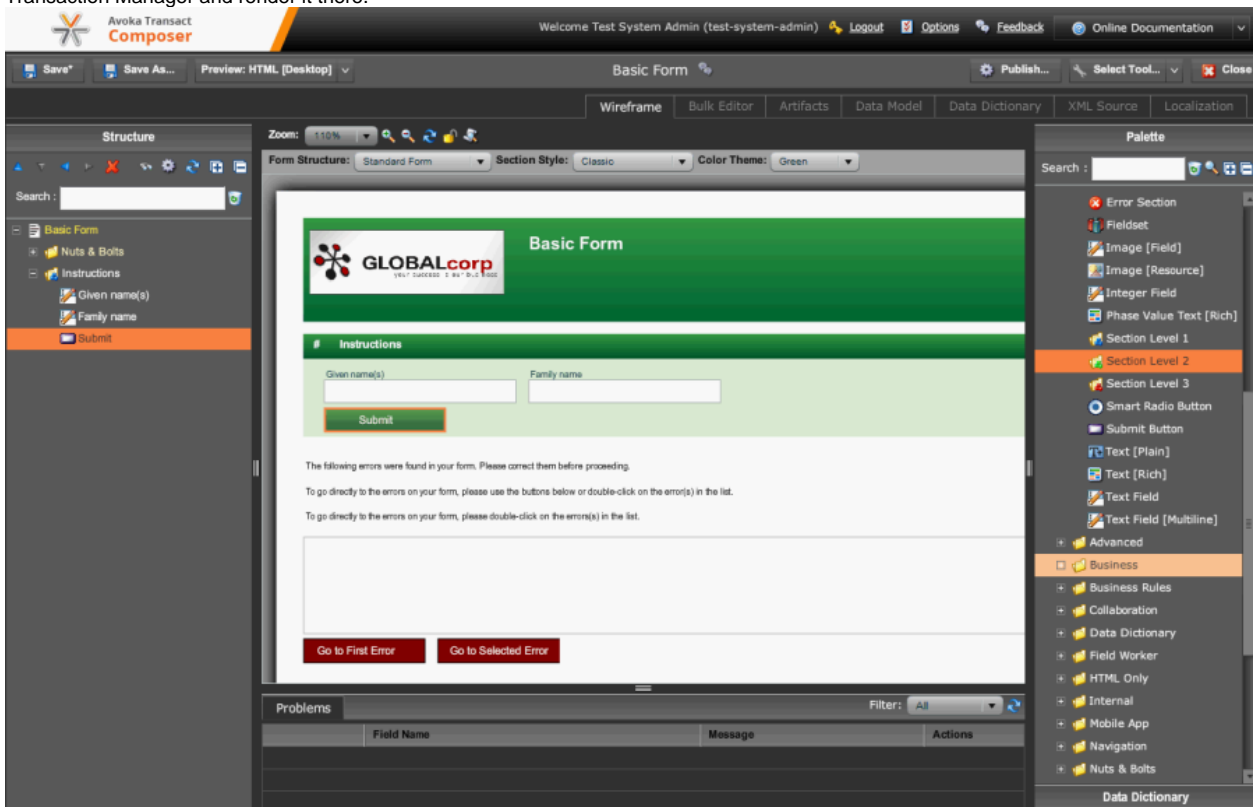 Transaction Manager and render it there.
Avoka Transact
Composer
Welcome Test System Admin (test-system-admin) Logout Options Feedback Online Documentation
Save* Save As... Preview: HTML [Desktop] Basic Form Publish... Select Tool... Close
Wireframe Bulk Editor Artifacts Data Model Data Dictionary XML Source Localization
Structure
Search :
Basic Form
Nuts & Bolts
Instructions
Given name(s)
Family name
Submit
Zoom: 110%
Form Structure: Standard Form Section Style: Classic Color Theme: Green
GLOBALcorp
Basic Form
# Instructions
Given name(s) Family name
Submit
The following errors were found in your form. Please correct them before proceeding.
To go directly to the errors on your form, please use the buttons below or double-click on the error(s) in the list.
To go directly to the errors on your form, please double-click on the errors(s) in the list.
Go to First Error Go to Selected Error
Problems Filter: All
Field Name Message Actions
Palette
Search :
Error Section
Fieldset
Image [Field]
Image [Resource]
Integer Field
Phase Value Text [Rich]
Section Level 1
Section Level 2
Section Level 3
Smart Radio Button
Submit Button
Text [Plain]
Text [Rich]
Text Field
Text Field [Multiline]
Advanced
Business
Business Rules
Collaboration
Data Dictionary
Field Worker
HTML Only
Internal
Mobile App
Navigation
Nuts & Bolts
Data Dictionary